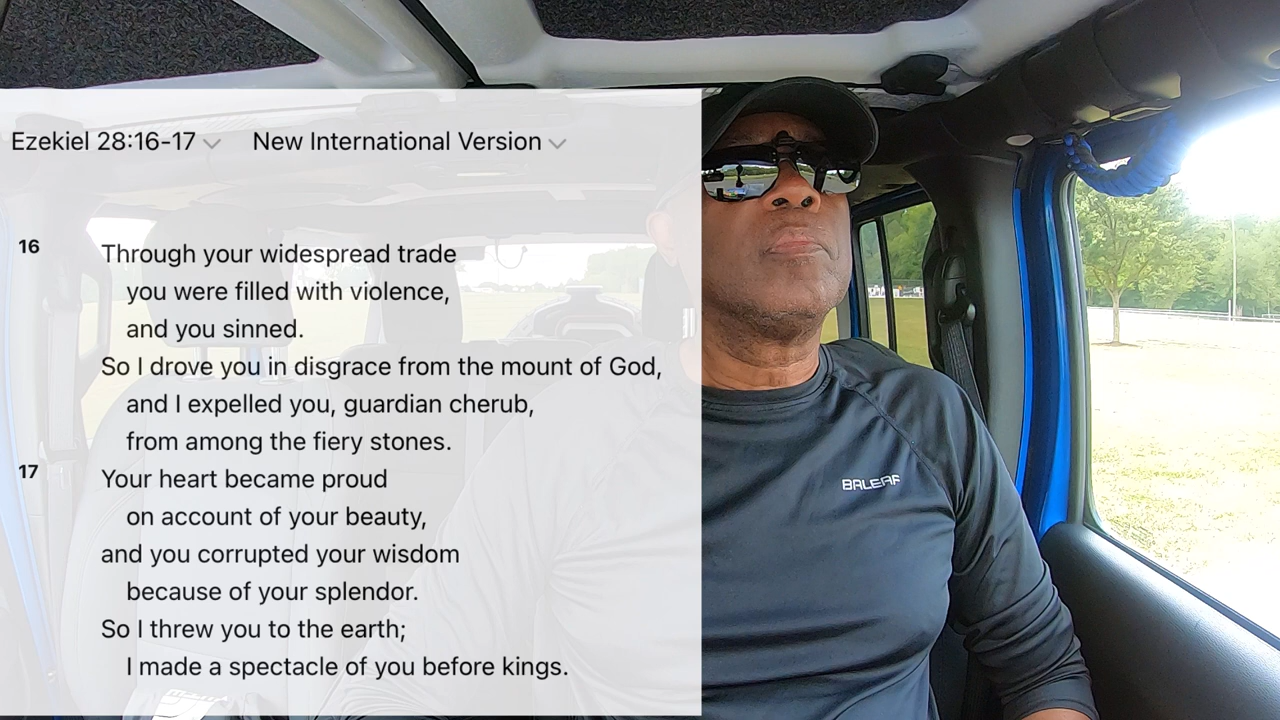 Ezekiel 28:16-17 New International Version
16 Through your widespread trade
you were filled with violence,
and you sinned.
So I drove you in disgrace from the mount of God,
and I expelled you, guardian cherub,
from among the fiery stones.
17 Your heart became proud
on account of your beauty,
and you corrupted your wisdom
because of your splendor.
So I threw you to the earth;
I made a spectacle of you before kings.
BALEAF